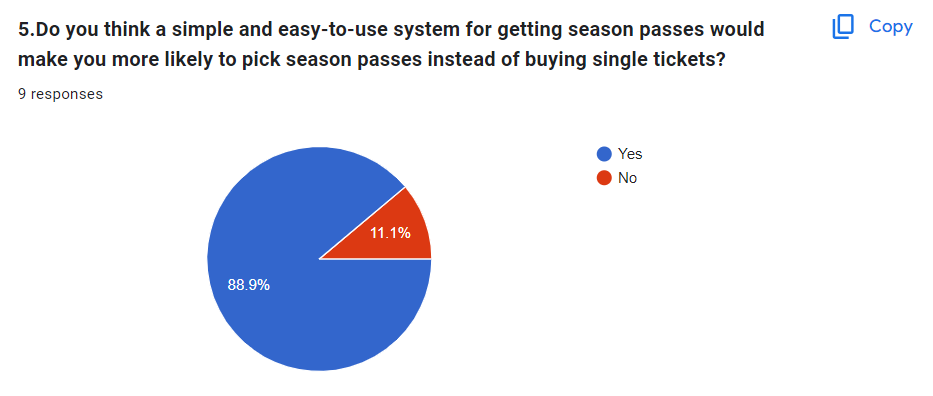 5.Do you think a simple and easy-to-use system for getting season passes would
make you more likely to pick season passes instead of buying single tickets?
Copy
9 responses
Yes
No
11.1%
88.9%